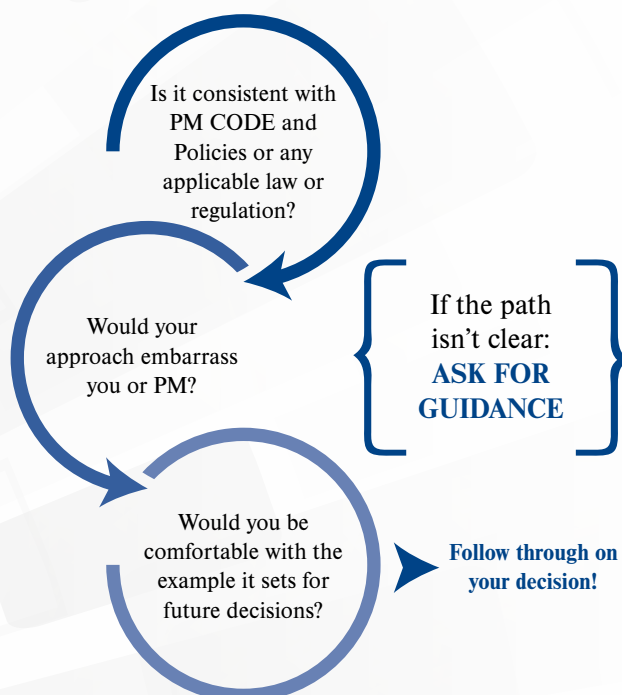 Is it consistent with
PM CODE and
Policies or any
applicable law or
regulation?
Would your
approach embarrass
you or PM?
If the path
isn't clear:
ASK FOR
GUIDANCE
Would you be
comfortable with the
example it sets for
future decisions?
Follow through on
your decision!